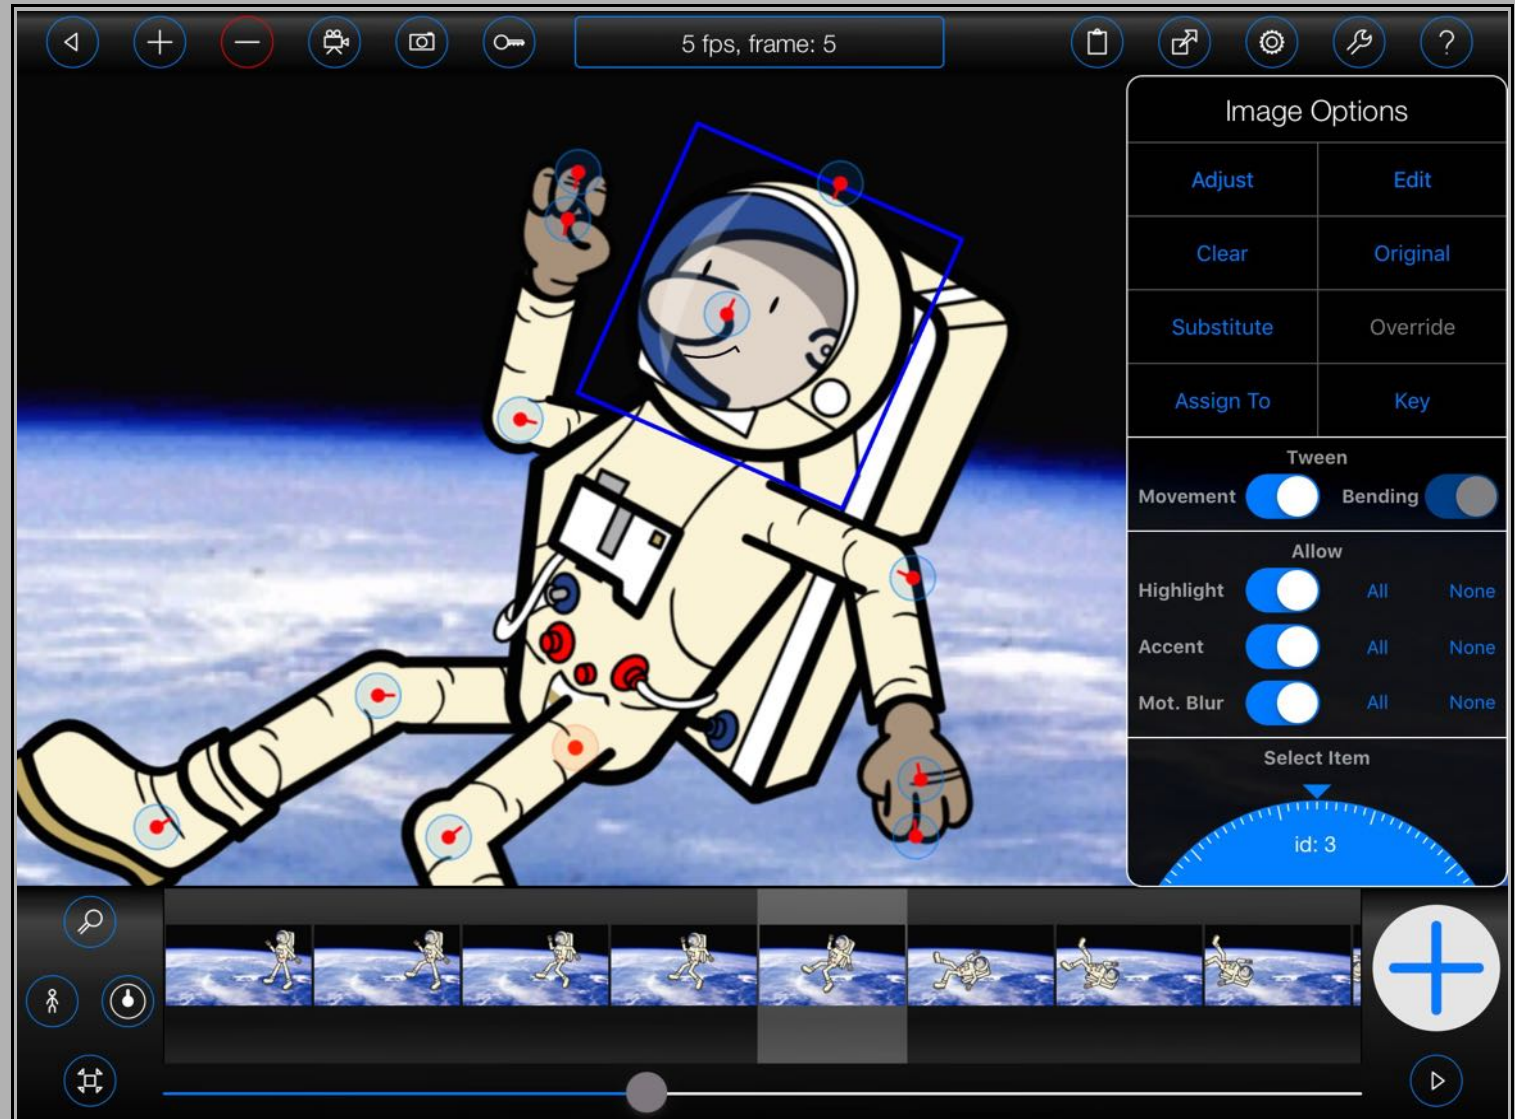 5 fps, frame: 5
?
Image Options
Adjust Edit
Clear Original
Substitute Override
Assign To Key
Tween
Movement Bending
Allow
Highlight All None
Accent All None
Mot. Blur All None
Select Item
id: 3